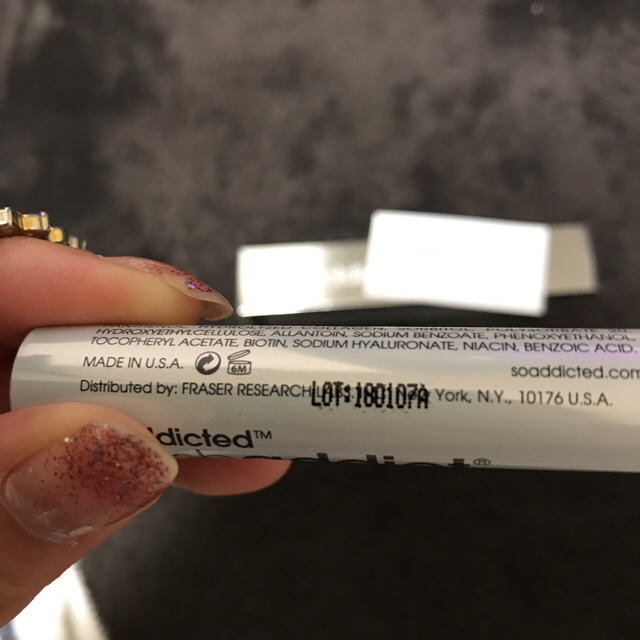 HYDROXYETHYLCELLULOSE, ALLANTOIN, SODIUM BENZOATE, PHENOXYETHANOL,
TOCOPHERYL ACETATE, BIOTIN, SODIUM HYALURONATE, NIACIN, BENZOIC ACID,
MADE IN U.S.A. 6M soaddicted.com
Distributed by: FRASER RESEARCH LOT:180107A York, N.Y., 10176 U.S.A.
addicted™